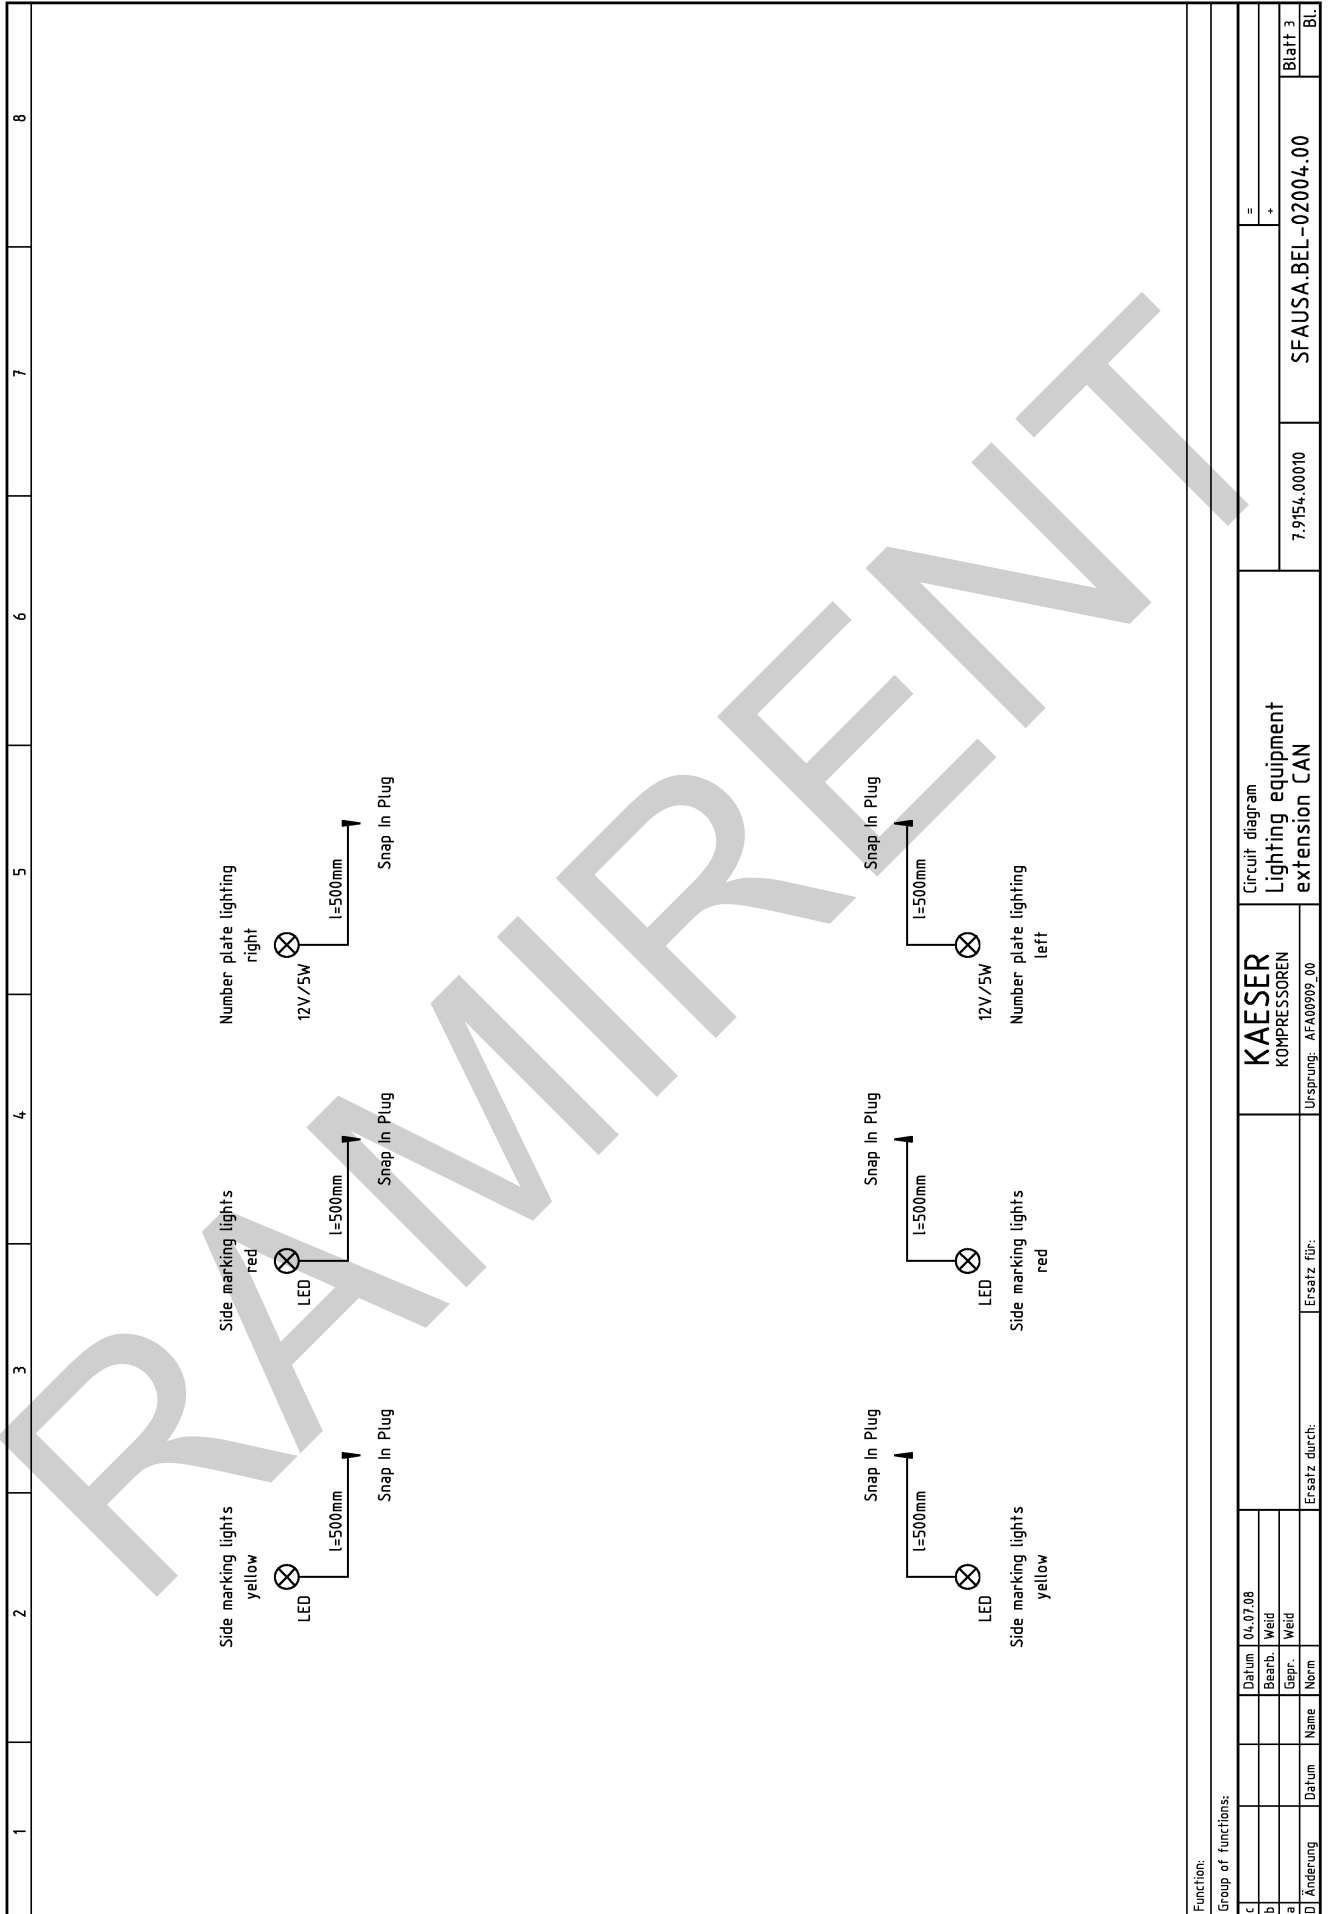 1
2
3
4
5
6
7
8
Side marking lights
yellow
LED
l=500mm
Snap In Plug
Side marking lights
red
LED
l=500mm
Snap In Plug
Number plate lighting
right
12V/5W
l=500mm
Snap In Plug
Snap In Plug
l=500mm
LED
Side marking lights
yellow
Snap In Plug
l=500mm
LED
Side marking lights
red
Snap In Plug
l=500mm
12V/5W
Number plate lighting
left
RAMIRENT
Function:
Group of functions:
c
b
a
Änderung
Datum
Name
Datum 04.07.08
Bearb. Weid
Gepr. Weid
Norm
Ersatz durch:
Ersatz für:
KAESER
KOMPRESSOREN
Ursprung: AFA00909_00
Circuit diagram
Lighting equipment
extension CAN
=
+
7.9154.00010
SFAUSA.BEL-02004.00
Blatt 3
Bl.